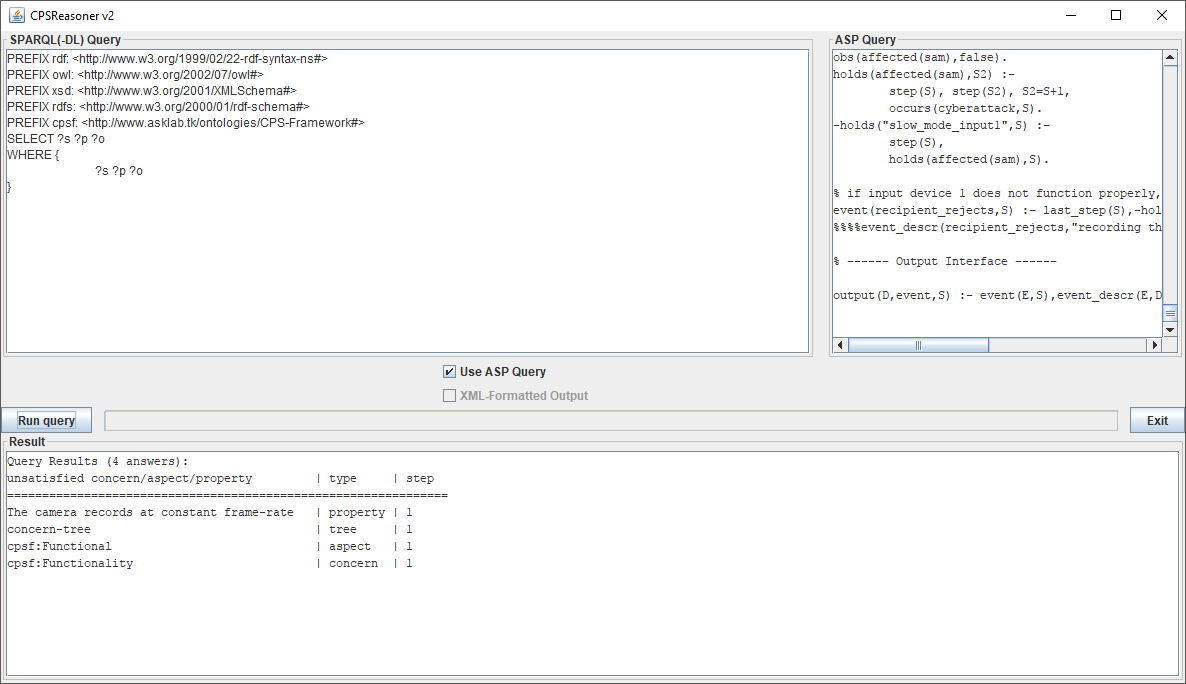 CPSReasoner v2
SPARQL(-DL) Query
PREFIX rdf: <http://www.w3.org/1999/02/22-rdf-syntax-ns#>
PREFIX owl: <http://www.w3.org/2002/07/owl#>
PREFIX xsd: <http://www.w3.org/2001/XMLSchema#>
PREFIX rdfs: <http://www.w3.org/2000/01/rdf-schema#>
PREFIX cpsf: <http://www.asklab.tk/ontologies/CPS-Framework#>
SELECT ?s ?p ?o
WHERE {
?s ?p ?o
}
ASP Query
obs(affected(sam),false).
holds(affected(sam),S2) :-
step(S), step(S2), S2=S+1,
occurs(cyberattack,S).
-holds("slow_mode_input1",S) :-
step(S),
holds(affected(sam),S).
% if input device 1 does not function properly,
event(recipient_rejects,S) :- last_step(S),-hol
%%%%event_descr(recipient_rejects,"recording th
% ------ Output Interface ------
output(D,event,S) :- event(E,S),event_descr(E,D
Use ASP Query
XML-Formatted Output
Run query
Exit
Result
Query Results (4 answers):
unsatisfied concern/aspect/property | type | step
===============================================================
The camera records at constant frame-rate | property | 1
concern-tree | tree | 1
cpsf:Functional | aspect | 1
cpsf:Functionality | concern | 1